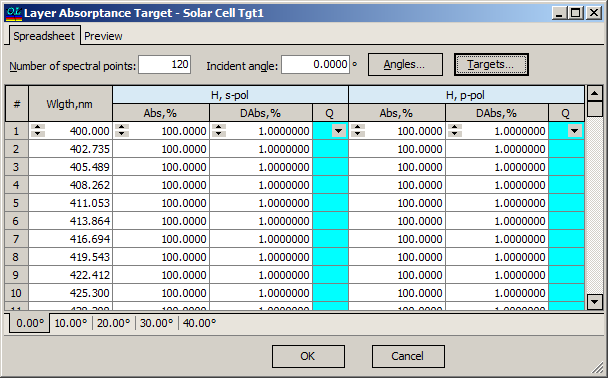 OL Layer Absorptance Target - Solar Cell Tgt1
Spreadsheet Preview
Number of spectral points: 120 Incident angle: 0.0000 ° Angles... Targets...
# Wlgth,nm H, s-pol H, p-pol
Abs,% DAbs,% Q Abs,% DAbs,% Q
1 400.000 100.0000 1.0000000 100.0000 1.0000000
2 402.735 100.0000 1.0000000 100.0000 1.0000000
3 405.489 100.0000 1.0000000 100.0000 1.0000000
4 408.262 100.0000 1.0000000 100.0000 1.0000000
5 411.053 100.0000 1.0000000 100.0000 1.0000000
6 413.864 100.0000 1.0000000 100.0000 1.0000000
7 416.694 100.0000 1.0000000 100.0000 1.0000000
8 419.543 100.0000 1.0000000 100.0000 1.0000000
9 422.412 100.0000 1.0000000 100.0000 1.0000000
10 425.300 100.0000 1.0000000 100.0000 1.0000000
0.00° 10.00° 20.00° 30.00° 40.00°
OK Cancel